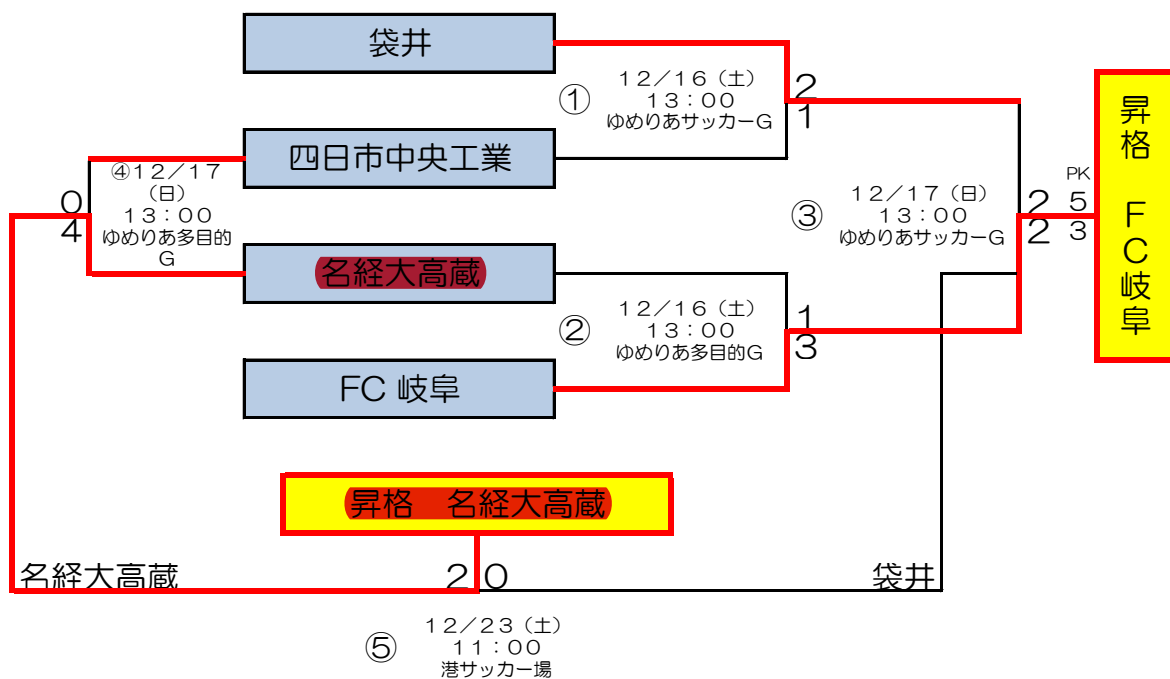 袋井
①
12/16(土)
13:00
ゆめりあサッカーG
2
1
四日市中央工業
④12/17
(日)
13:00
ゆめりあ多目的
G
0
4
③
12/17(日)
13:00
ゆめりあサッカーG
2
2
PK
5
3
昇格 FC岐阜
名経大高蔵
②
12/16(土)
13:00
ゆめりあ多目的G
1
3
FC 岐阜
昇格 名経大高蔵
名経大高蔵
2 0
袋井
⑤
12/23(土)
11:00
港サッカー場